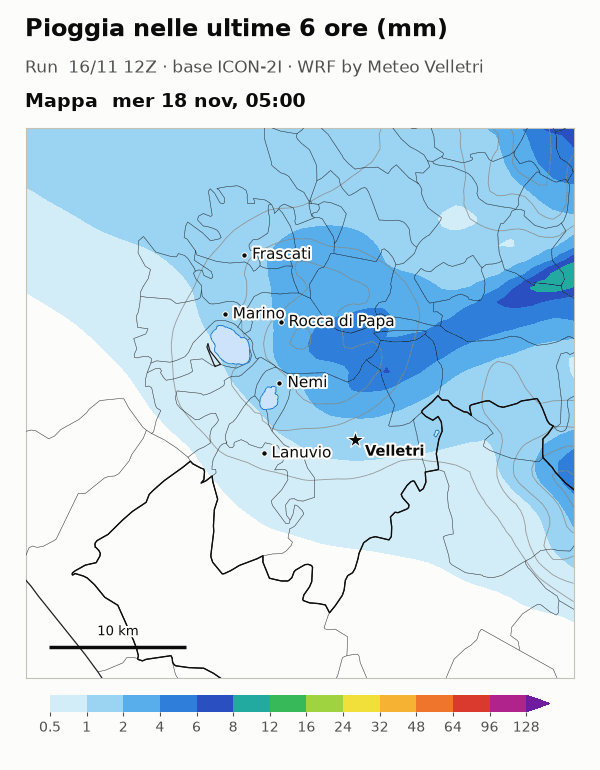 Pioggia nelle ultime 6 ore (mm)
Run  16/11 12Z · base ICON-2I · WRF by Meteo Velletri
Mappa  mer 18 nov, 05:00
Frascati
Marino
Rocca di Papa
Nemi
Velletri
Lanuvio
10 km
0.5 1 2 4 6 8 12 16 24 32 48 64 96 128